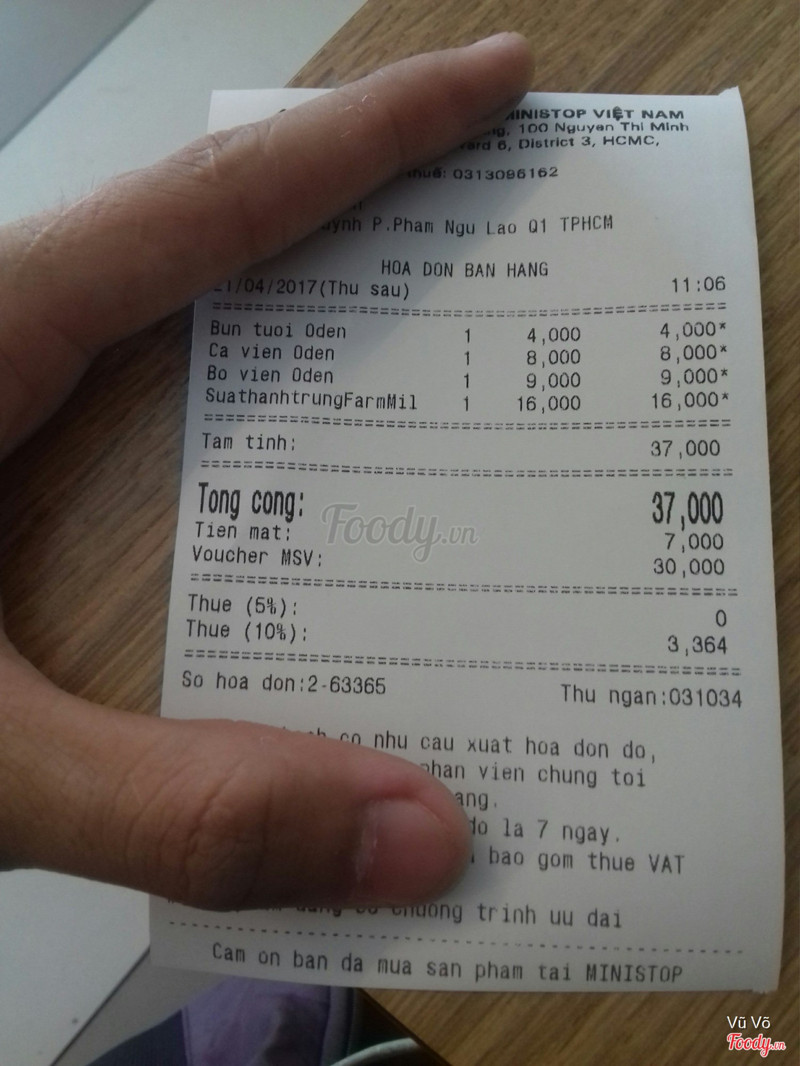 MINISTOP VIỆT NAM
100 Nguyen Thi Minh
6, District 3, HCMC,
thuế: 0313096162
P.Pham Ngu Lao Q1 TPHCM
HOA DON BAN HANG
21/04/2017(Thu sau) 11:06
Bun tuoi Oden 1 4,000 4,000*
Ca vien Oden 1 8,000 8,000*
Bo vien Oden 1 9,000 9,000*
SuathanhtrungFarmMil 1 16,000 16,000*
Tam tinh: 37,000
Tong cong: 37,000
Tien mat: 7,000
Voucher MSV: 30,000
Thue (5%): 0
Thue (10%): 3,364
So hoa don:2-63365 Thu ngan:031034
co nhu cau xuat hoa don do,
nhan vien chung toi
do la 7 ngay.
bao gom thue VAT
chuong trinh uu dai
Cam on ban da mua san pham tai MINISTOP
Foody.vn
Vũ Võ
Foody.vn